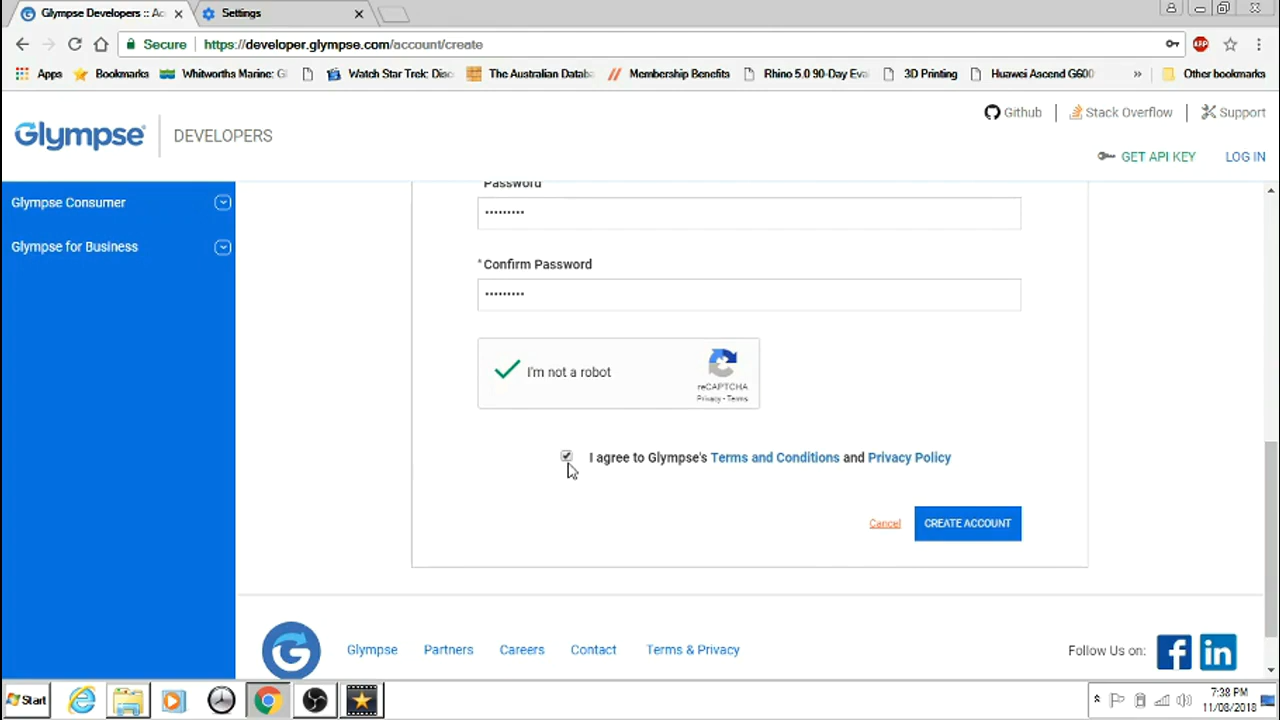 Glympse Developers :: Ac
Settings
Secure https://developer.glympse.com/account/create
ABP
Apps Bookmarks Whitworths Marine: G Watch Star Trek: Disc The Australian Datab Membership Benefits Rhino 5.0 90-Day Eva 3D Printing Huawei Ascend G600 » Other bookmarks
Glympse DEVELOPERS
Github Stack Overflow Support
GET API KEY LOG IN
Glympse Consumer
Glympse for Business
Password
•••••••••
*Confirm Password
•••••••••
I'm not a robot
reCAPTCHA
Privacy - Terms
I agree to Glympse's Terms and Conditions and Privacy Policy
Cancel CREATE ACCOUNT
Glympse Partners Careers Contact Terms & Privacy Follow Us on:
Start
7:38 PM
11/08/2018